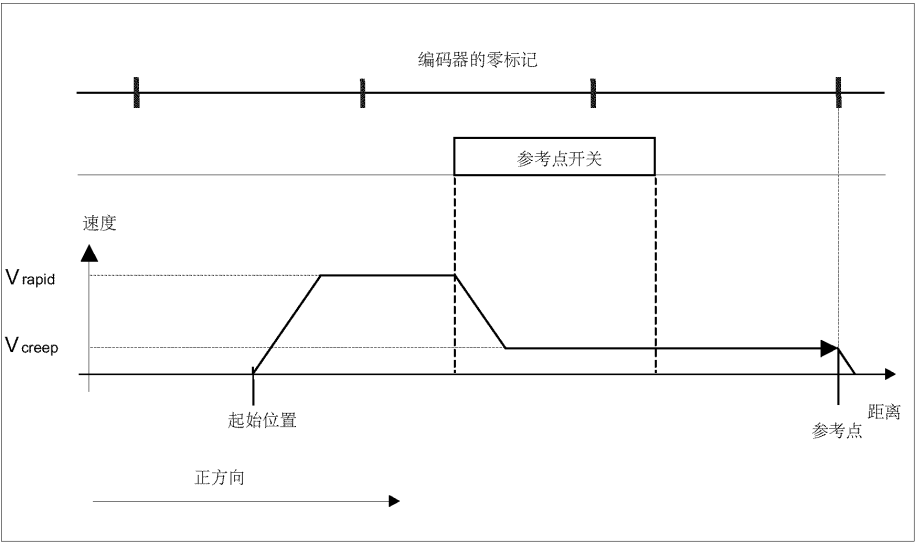 编码器的零标记
参考点开关
速度
V rapid
V creep
起始位置
距离
参考点
正方向